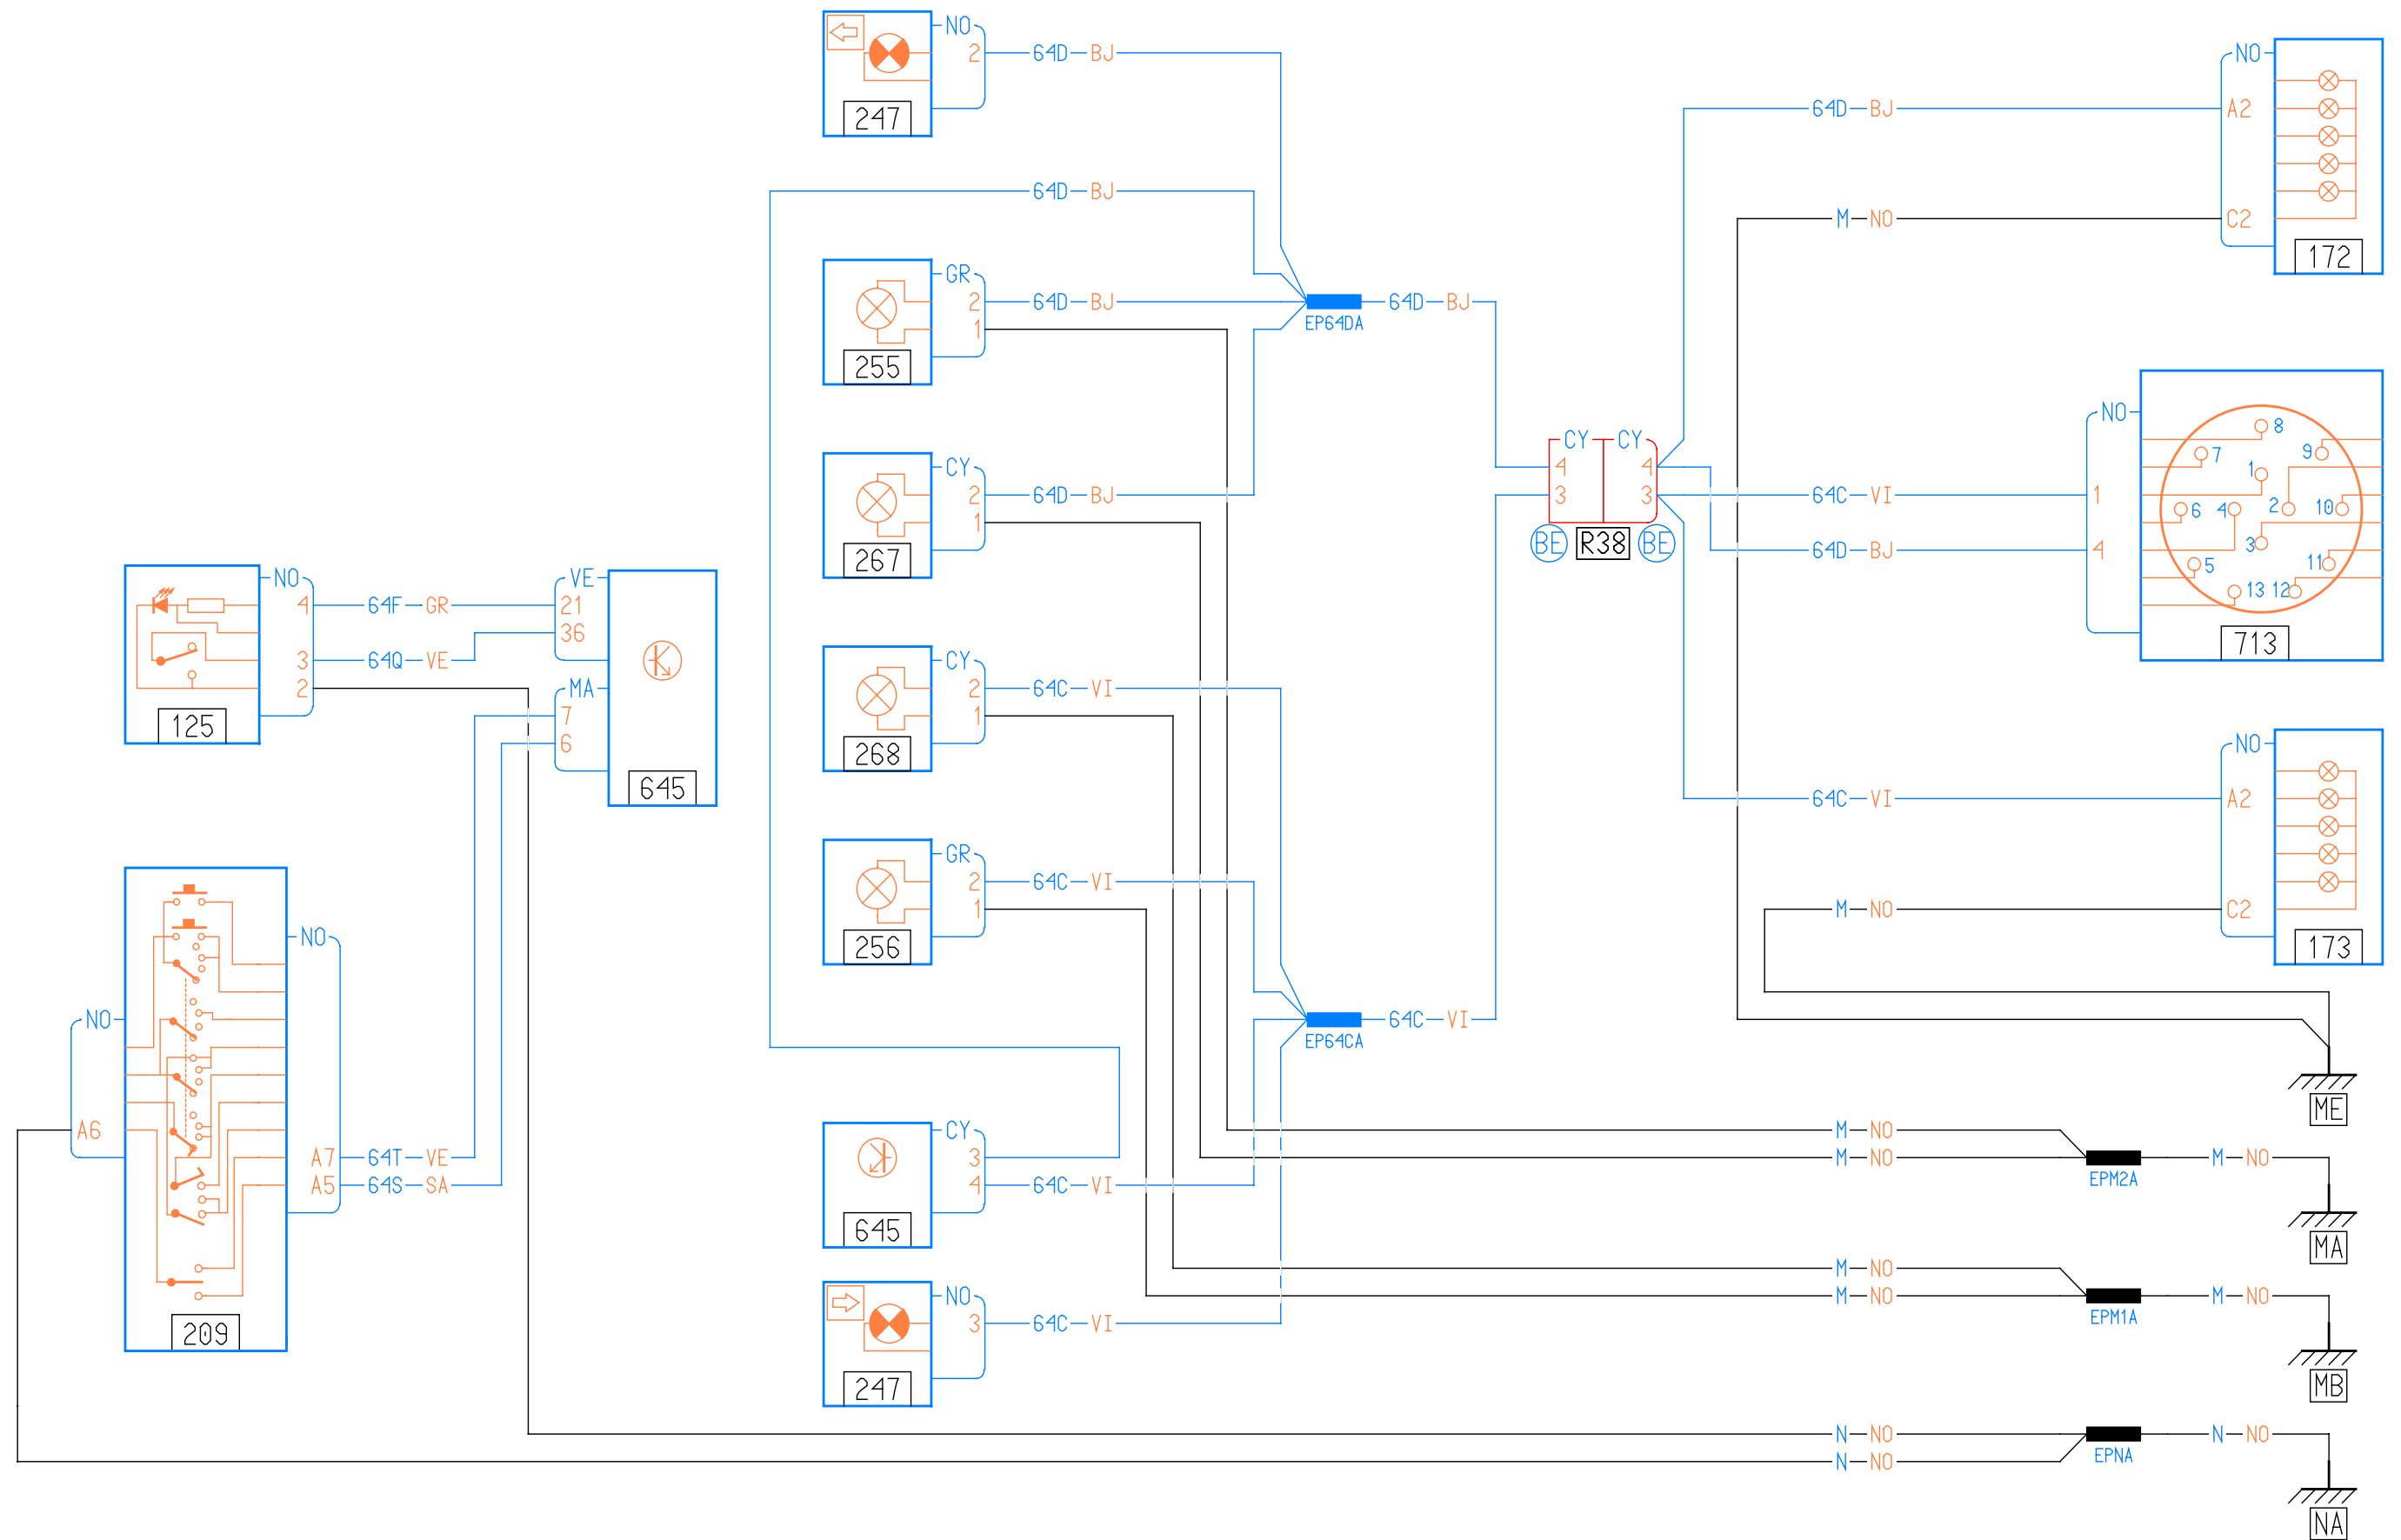 NO
2 64D BJ
247
NO
A2 64D BJ
C2 M NO
172
64D BJ
GR
2 64D BJ
1
255
EP64DA
64D BJ
CY
2 64D BJ
1
267
CY CY
4 4
3 3
BE R38 BE
NO
1 64C VI
4 64D BJ
8
7
9
1
6
4
2
10
3
5
11
13
12
713
NO
4 64F GR
3 64Q VE
2
125
VE
21
36
MA
7
6
645
CY
2 64C VI
1
268
NO
A2 64C VI
C2 M NO
173
GR
2 64C VI
1
256
EP64CA
64C VI
NO
A6
NO
A7 64T VE
A5 64S SA
209
CY
3
4 64C VI
645
NO
3 64C VI
247
ME
M NO
M NO
EPM2A
M NO
MA
M NO
M NO
EPM1A
M NO
MB
N NO
N NO
EPNA
N NO
NA